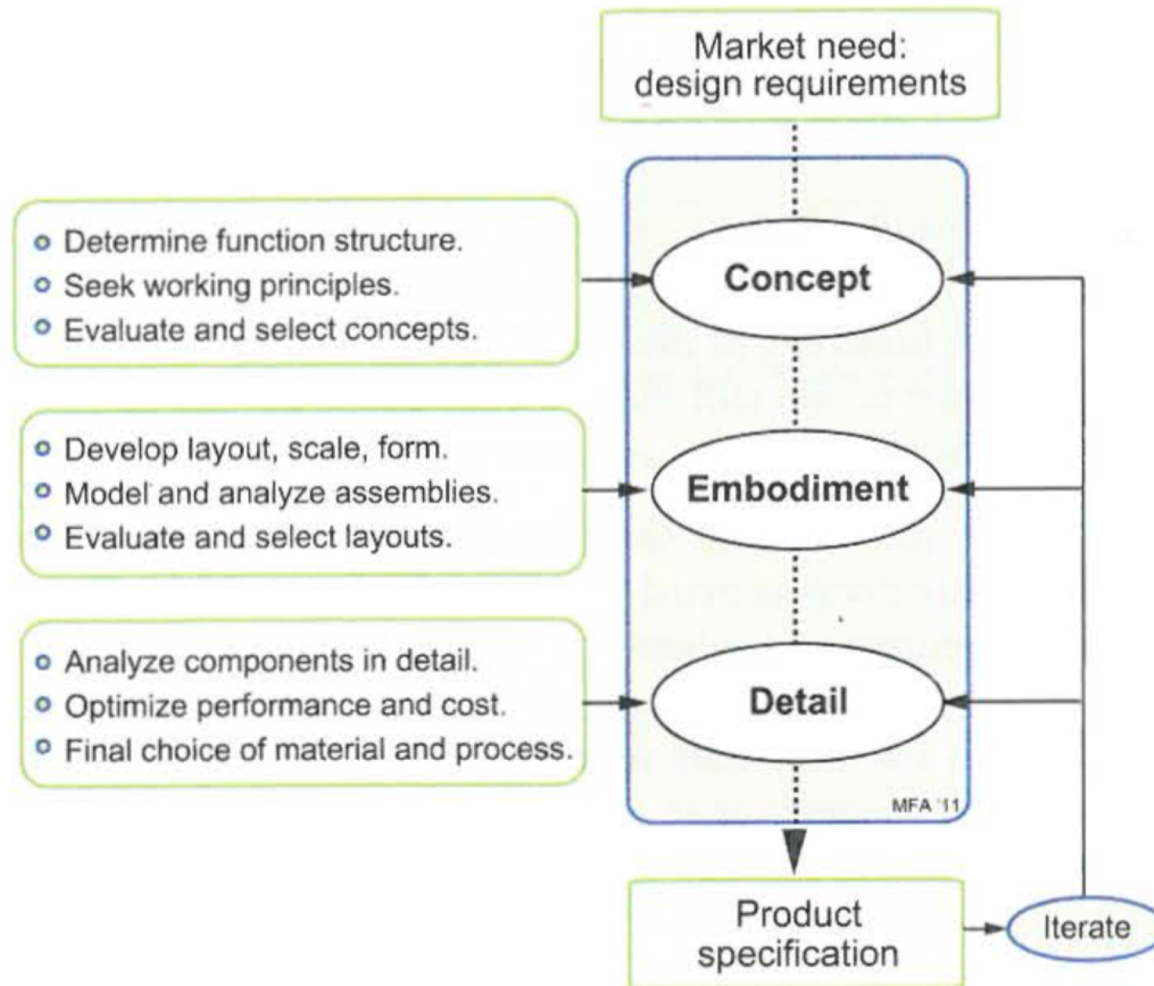 Market need:
design requirements
Determine function structure.
Seek working principles.
Evaluate and select concepts.
Concept
Develop layout, scale, form.
Model and analyze assemblies.
Evaluate and select layouts.
Embodiment
Analyze components in detail.
Optimize performance and cost.
Final choice of material and process.
Detail
MFA '11
Product
specification
Iterate